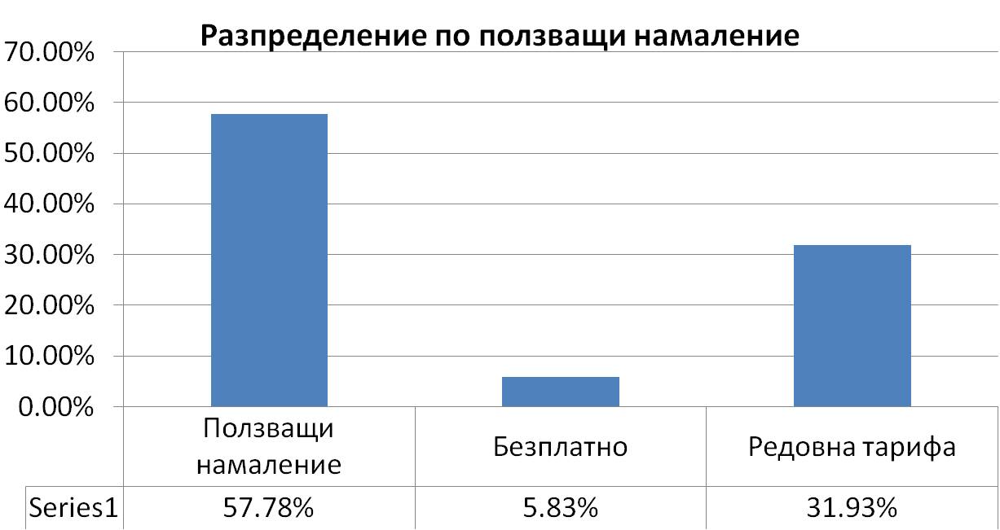 Разпределение по ползващи намаление
70.00%
60.00%
50.00%
40.00%
30.00%
20.00%
10.00%
0.00%
Ползващи
намаление
Безплатно
Редовна тарифа
Series1 57.78% 5.83% 31.93%